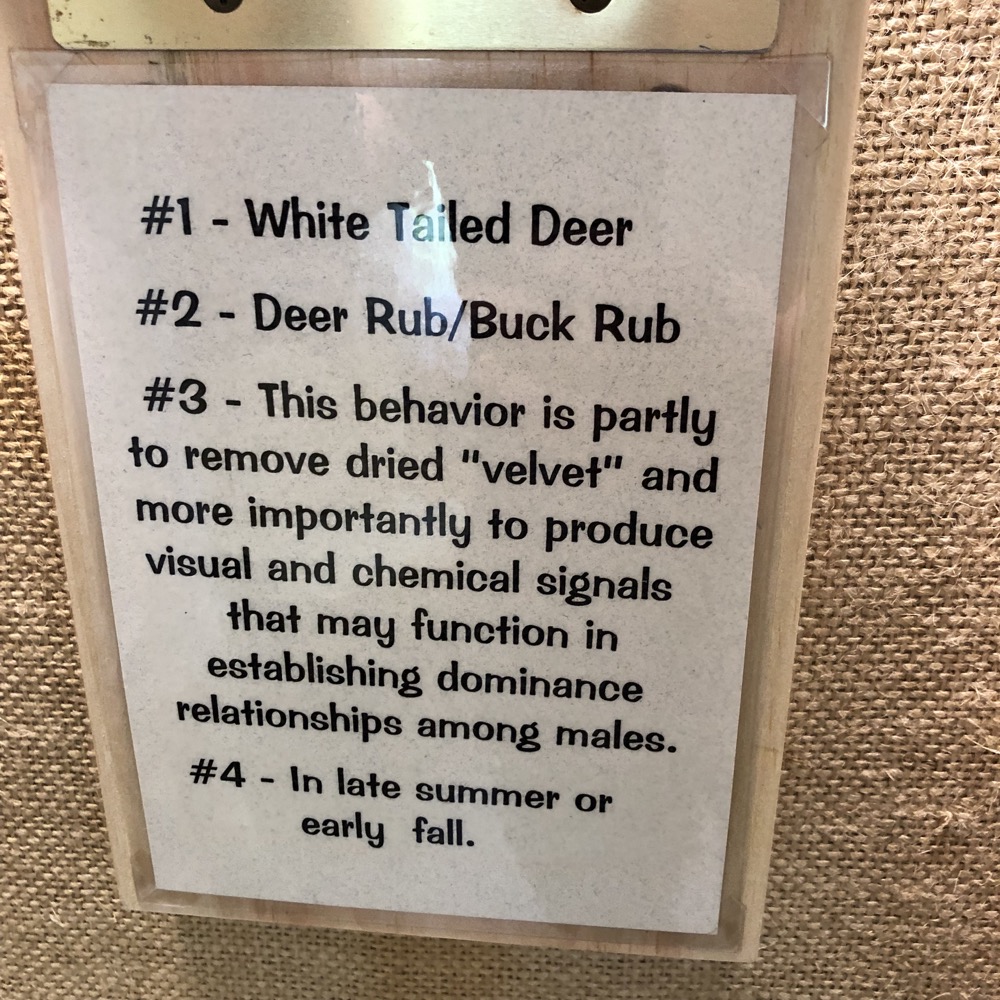 #1 - White Tailed Deer
#2 - Deer Rub/Buck Rub
#3 - This behavior is partly
to remove dried "velvet" and
more importantly to produce
visual and chemical signals
that may function in
establishing dominance
relationships among males.
#4 - In late summer or
early fall.